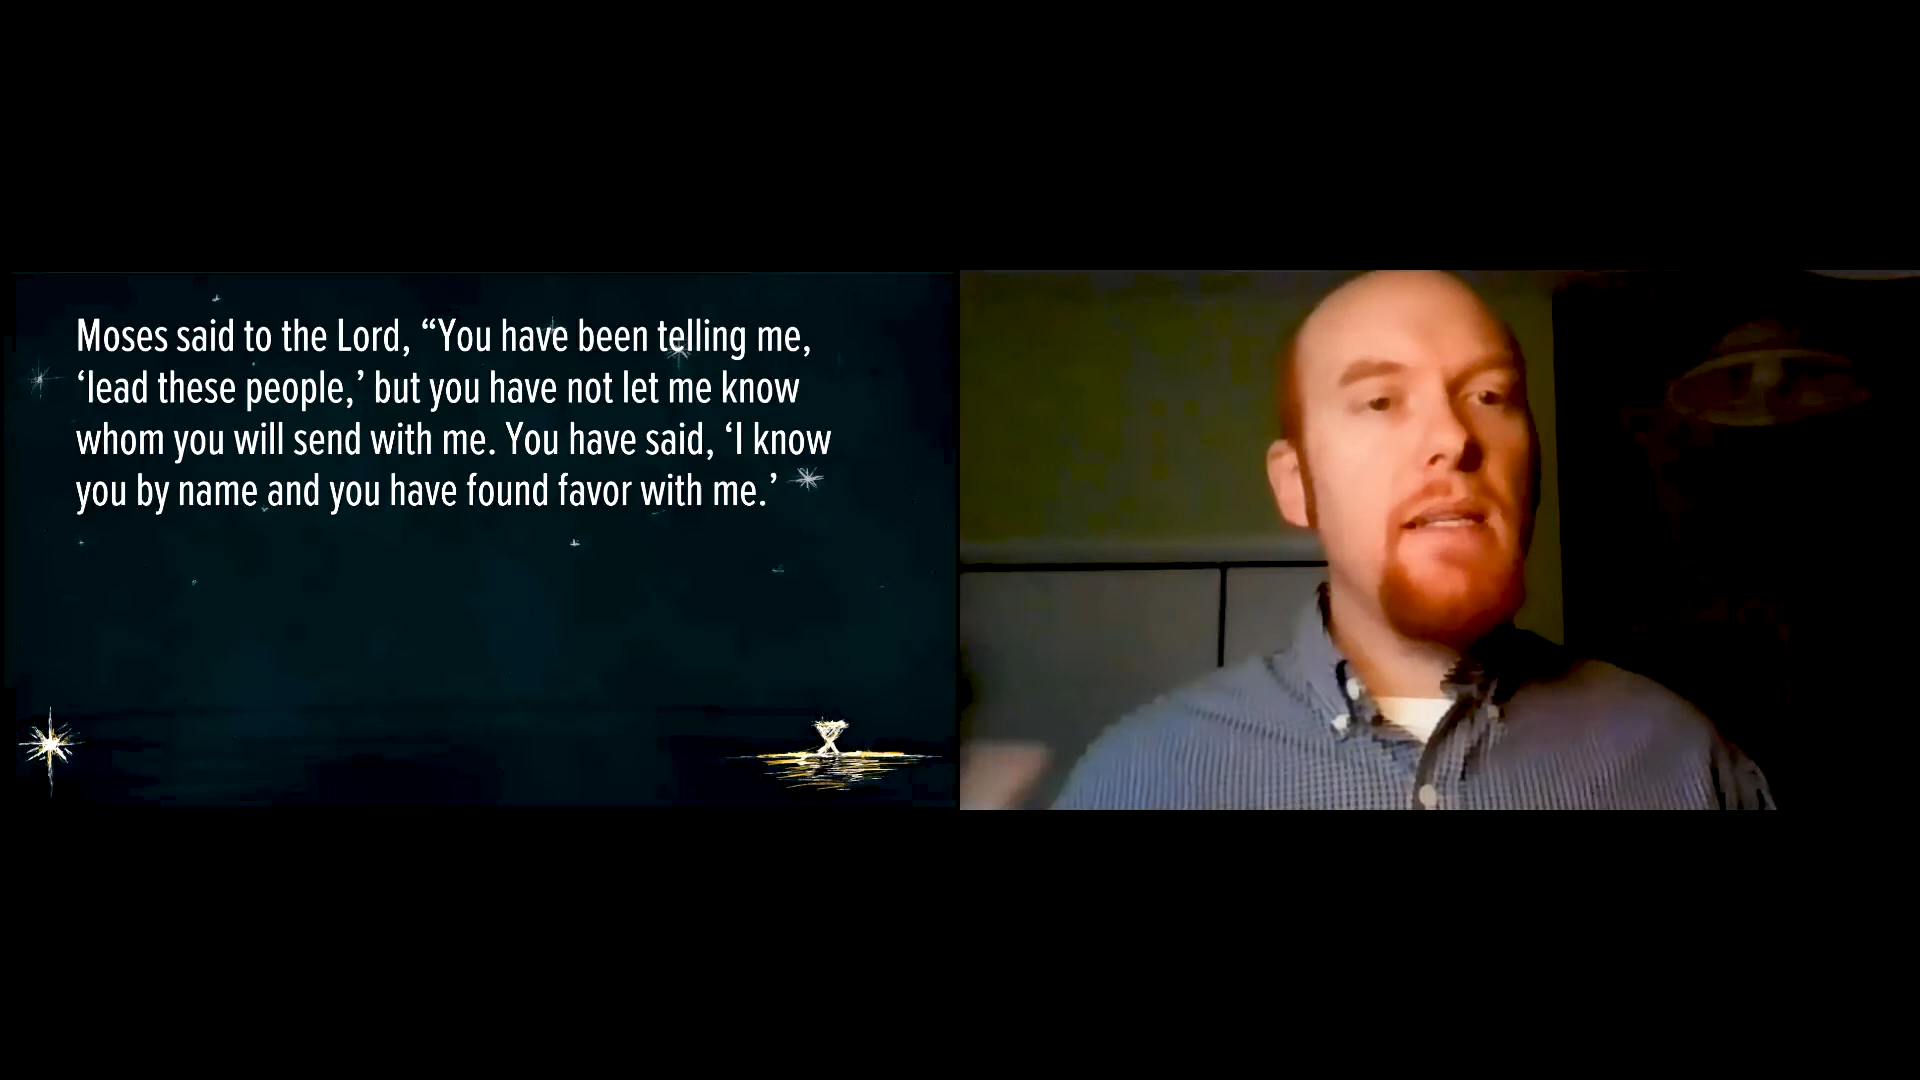 Moses said to the Lord, “You have been telling me,
‘lead these people,’ but you have not let me know
whom you will send with me. You have said, ‘I know
you by name and you have found favor with me.’